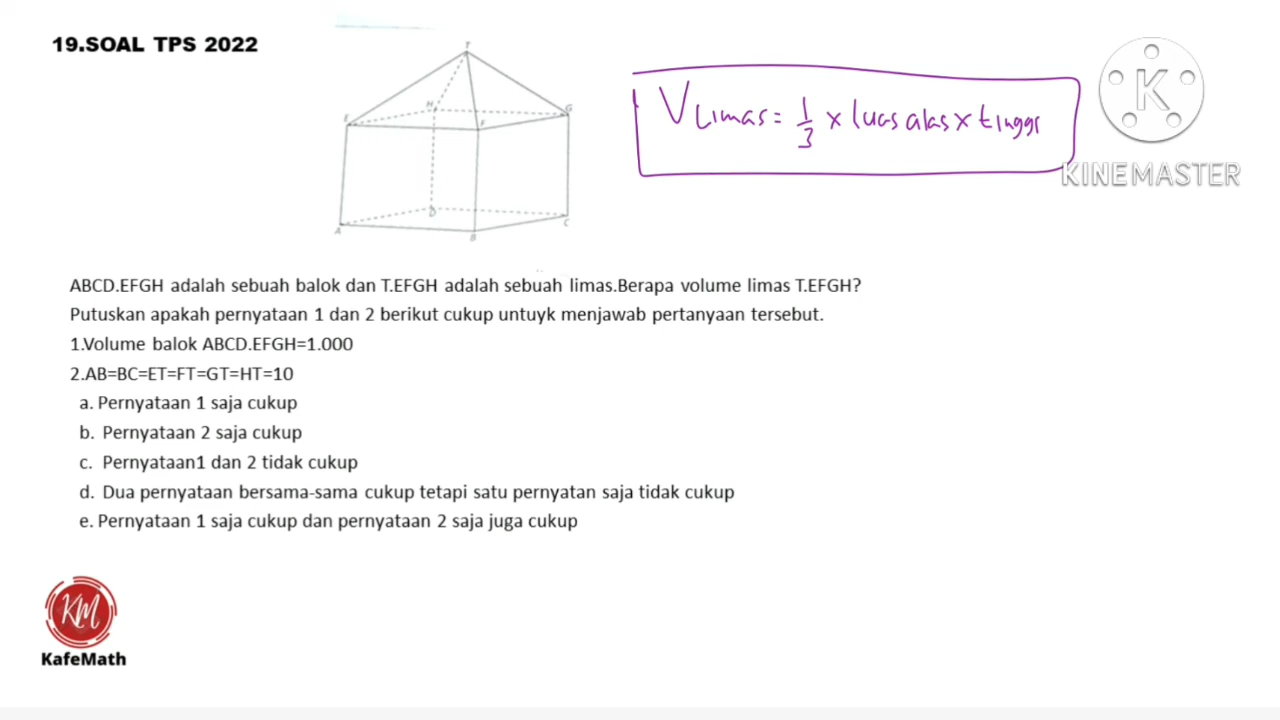 19.SOAL TPS 2022
T
H
E
G
F
D
A
C
B
V Limas = 1/3 x luas alas x tinggi
K
KINEMASTER
ABCD.EFGH adalah sebuah balok dan T.EFGH adalah sebuah limas.Berapa volume limas T.EFGH?
Putuskan apakah pernyataan 1 dan 2 berikut cukup untuyk menjawab pertanyaan tersebut.
1.Volume balok ABCD.EFGH=1.000
2.AB=BC=ET=FT=GT=HT=10
a. Pernyataan 1 saja cukup
b. Pernyataan 2 saja cukup
c. Pernyataan1 dan 2 tidak cukup
d. Dua pernyataan bersama-sama cukup tetapi satu pernyatan saja tidak cukup
e. Pernyataan 1 saja cukup dan pernyataan 2 saja juga cukup
KM
KafeMath